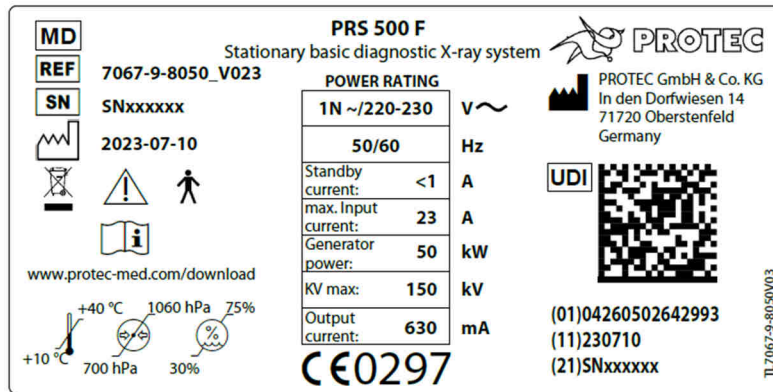 PRS 500 F
Stationary basic diagnostic X-ray system
PROTEC
MD
REF 7067-9-8050_V023
SN SNxxxxxx
2023-07-10
www.protec-med.com/download
+40 °C
+10 °C
1060 hPa
700 hPa
75%
%
30%
POWER RATING
1N ~/220-230 V~
50/60 Hz
Standby current: <1 A
max. Input current: 23 A
Generator power: 50 kW
KV max: 150 kV
Output current: 630 mA
CE0297
PROTEC GmbH & Co. KG
In den Dorfwiesen 14
71720 Oberstenfeld
Germany
UDI
(01)04260502642993
(11)230710
(21)SNxxxxxx
TL7067-9-8050V03